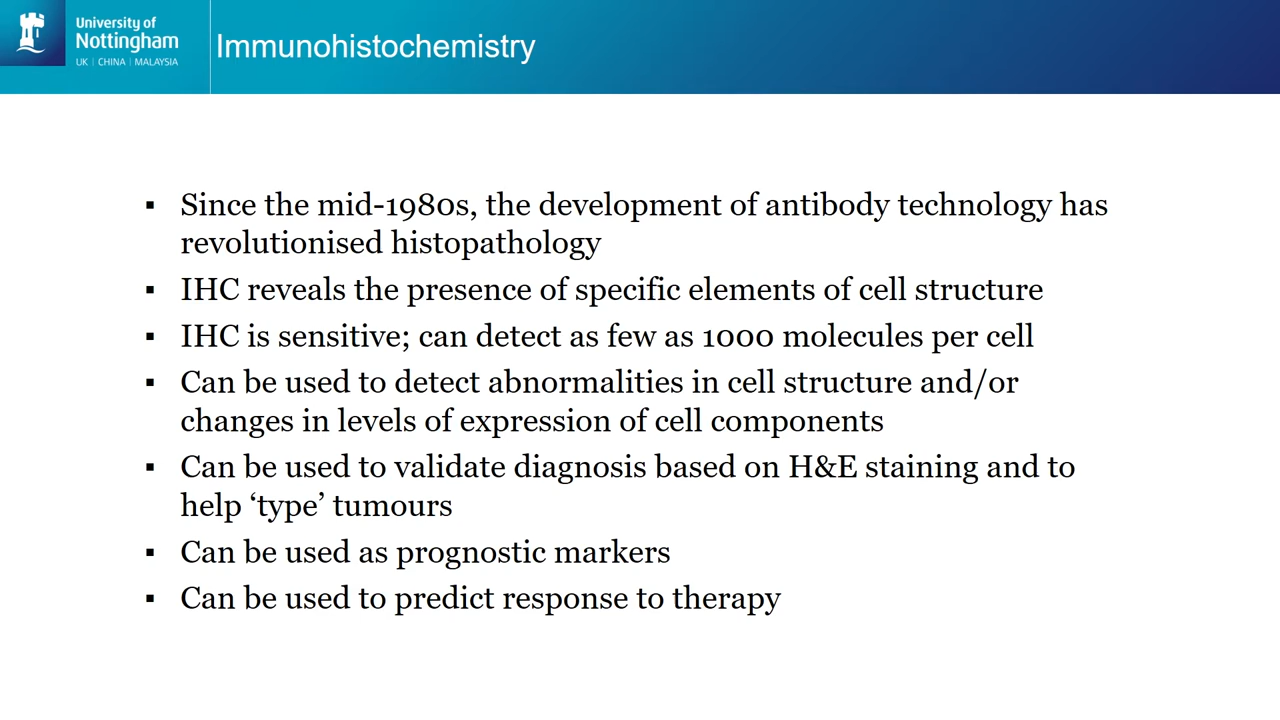 University of
Nottingham
UK | CHINA | MALAYSIA
Immunohistochemistry
▪ Since the mid-1980s, the development of antibody technology has
revolutionised histopathology
▪ IHC reveals the presence of specific elements of cell structure
▪ IHC is sensitive; can detect as few as 1000 molecules per cell
▪ Can be used to detect abnormalities in cell structure and/or
changes in levels of expression of cell components
▪ Can be used to validate diagnosis based on H&E staining and to
help ‘type’ tumours
▪ Can be used as prognostic markers
▪ Can be used to predict response to therapy